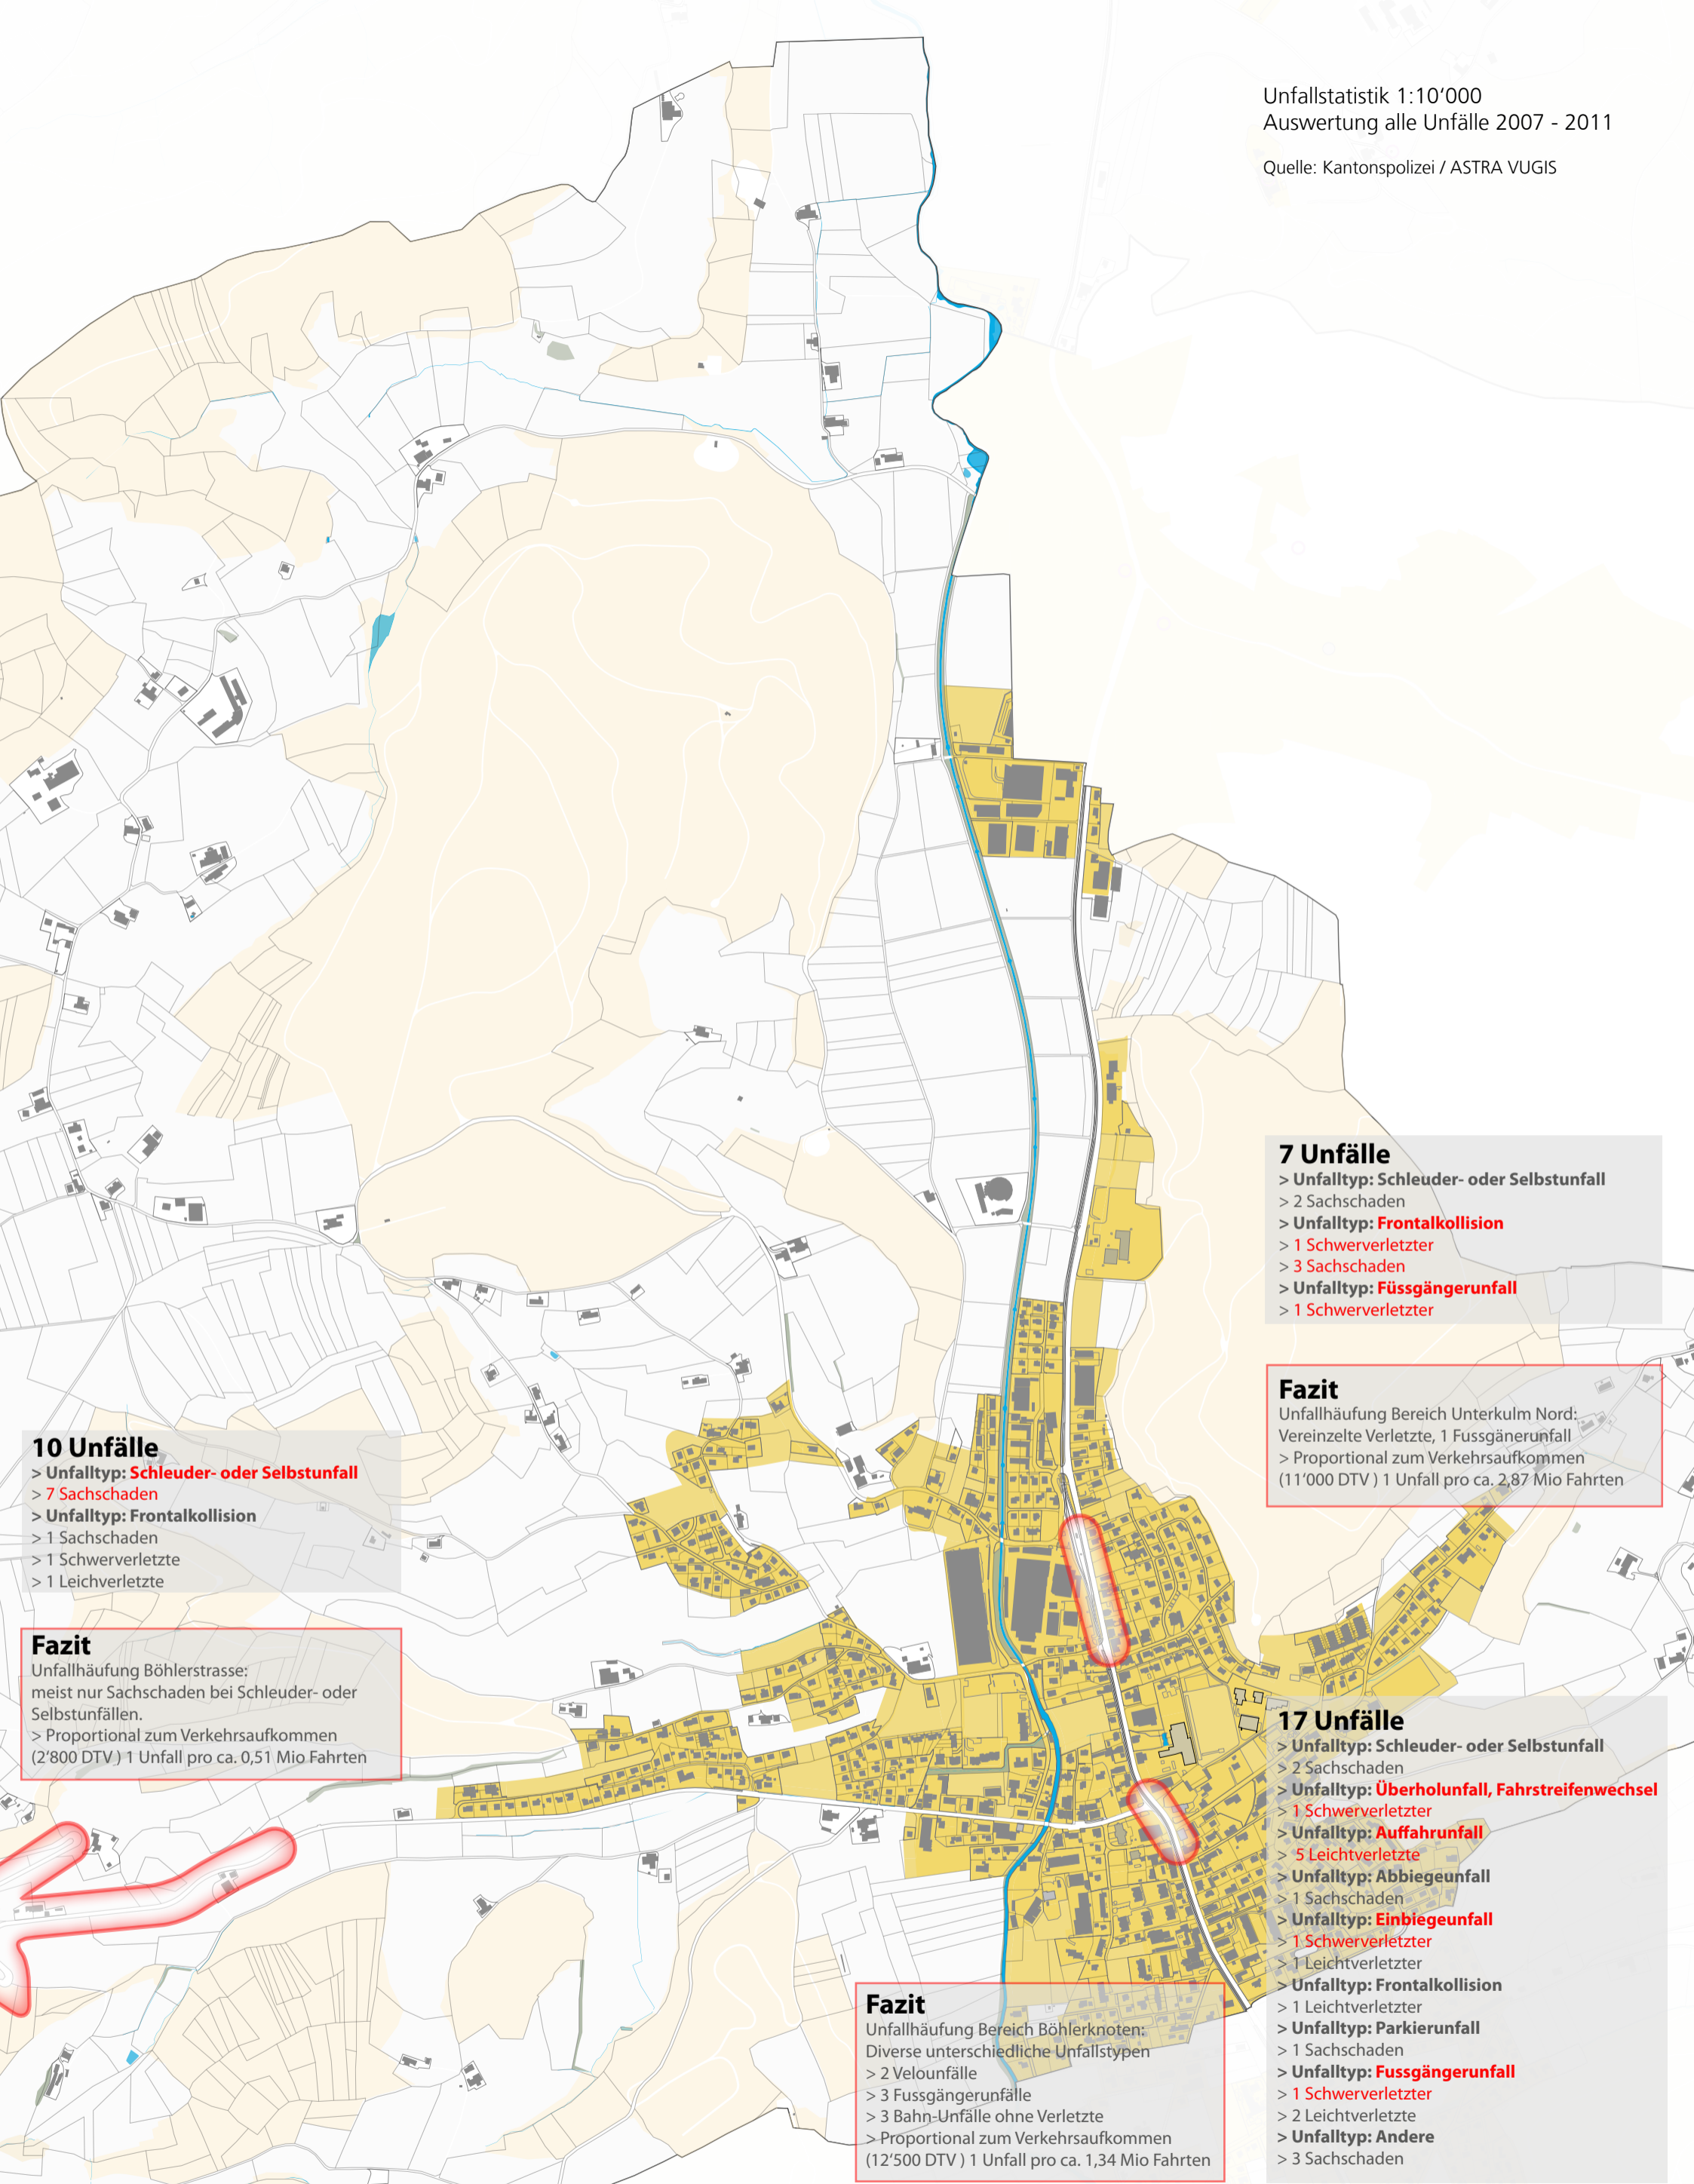 Unfallstatistik 1:10'000
Auswertung alle Unfälle 2007 - 2011
Quelle: Kantonspolizei / ASTRA VUGIS
7 Unfälle
> Unfalltyp: Schleuder- oder Selbstunfall
> 2 Sachschaden
> Unfalltyp: Frontalkollision
> 1 Schwerverletzter
> 3 Sachschaden
> Unfalltyp: Füssgängerunfall
> 1 Schwerverletzter
Fazit
Unfallhäufung Bereich Unterkulm Nord:
Vereinzelte Verletzte, 1 Fussgänerunfall
> Proportional zum Verkehrsaufkommen
(11'000 DTV ) 1 Unfall pro ca. 2,87 Mio Fahrten
10 Unfälle
> Unfalltyp: Schleuder- oder Selbstunfall
> 7 Sachschaden
> Unfalltyp: Frontalkollision
> 1 Sachschaden
> 1 Schwerverletzte
> 1 Leichverletzte
Fazit
Unfallhäufung Böhlerstrasse:
meist nur Sachschaden bei Schleuder- oder
Selbstunfällen.
> Proportional zum Verkehrsaufkommen
(2'800 DTV ) 1 Unfall pro ca. 0,51 Mio Fahrten
17 Unfälle
> Unfalltyp: Schleuder- oder Selbstunfall
> 2 Sachschaden
> Unfalltyp: Überholunfall, Fahrstreifenwechsel
> 1 Schwerverletzter
> Unfalltyp: Auffahrunfall
> 5 Leichtverletzte
> Unfalltyp: Abbiegeunfall
> 1 Sachschaden
> Unfalltyp: Einbiegeunfall
> 1 Schwerverletzter
> 1 Leichtverletzter
> Unfalltyp: Frontalkollision
> 1 Leichtverletzter
> Unfalltyp: Parkierunfall
> 1 Sachschaden
> Unfalltyp: Fussgängerunfall
> 1 Schwerverletzter
> 2 Leichtverletzte
> Unfalltyp: Andere
> 3 Sachschaden
Fazit
Unfallhäufung Bereich Böhlerknoten:
Diverse unterschiedliche Unfallstypen
> 2 Velounfälle
> 3 Fussgängerunfälle
> 3 Bahn-Unfälle ohne Verletzte
> Proportional zum Verkehrsaufkommen
(12'500 DTV ) 1 Unfall pro ca. 1,34 Mio Fahrten